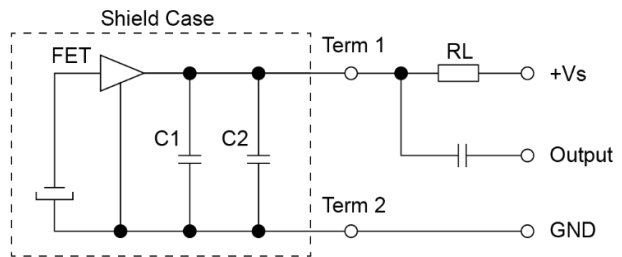 Shield Case
FET
Term 1
RL
+Vs
C1
C2
Output
Term 2
GND